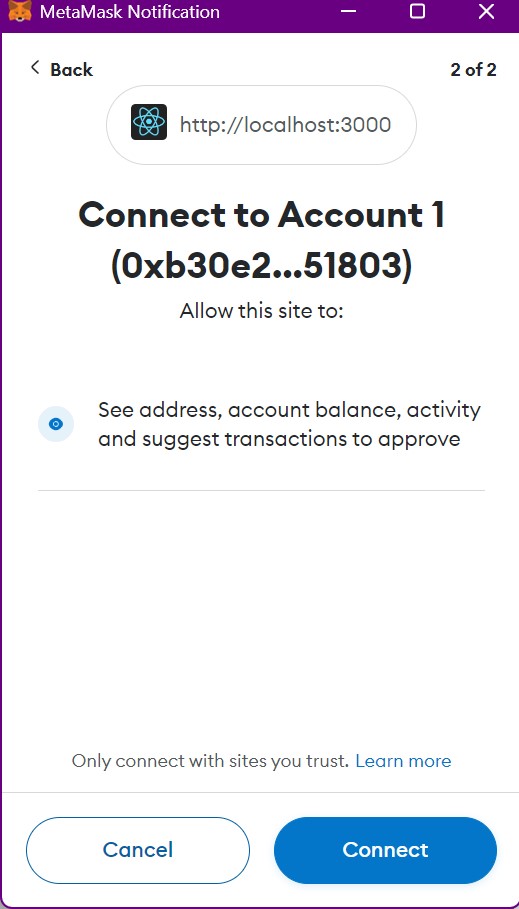 MetaMask Notification
Back
2 of 2
http://localhost:3000
Connect to Account 1
(0xb30e2...51803)
Allow this site to:
See address, account balance, activity
and suggest transactions to approve
Only connect with sites you trust. Learn more
Cancel
Connect